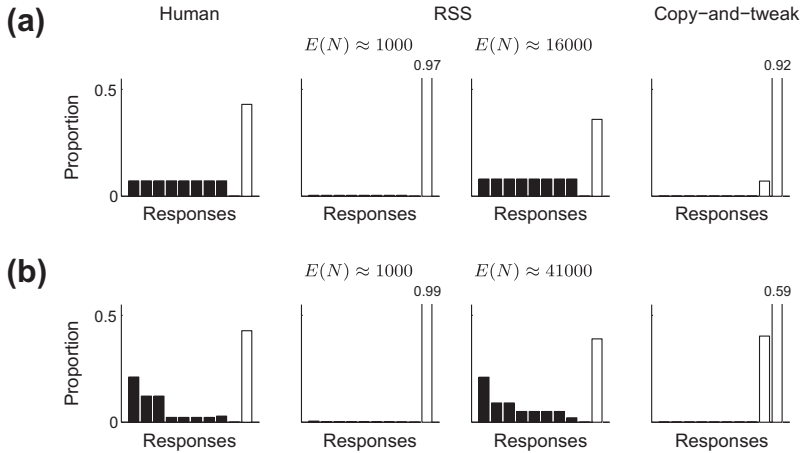 (a)
Human
RSS
Copy−and−tweak
E(N) ≈ 1000
E(N) ≈ 16000
0.97
0.92
0.5
0
Proportion
Responses
Responses
Responses
Responses
(b)
E(N) ≈ 1000
E(N) ≈ 41000
0.99
0.59
0.5
0
Proportion
Responses
Responses
Responses
Responses